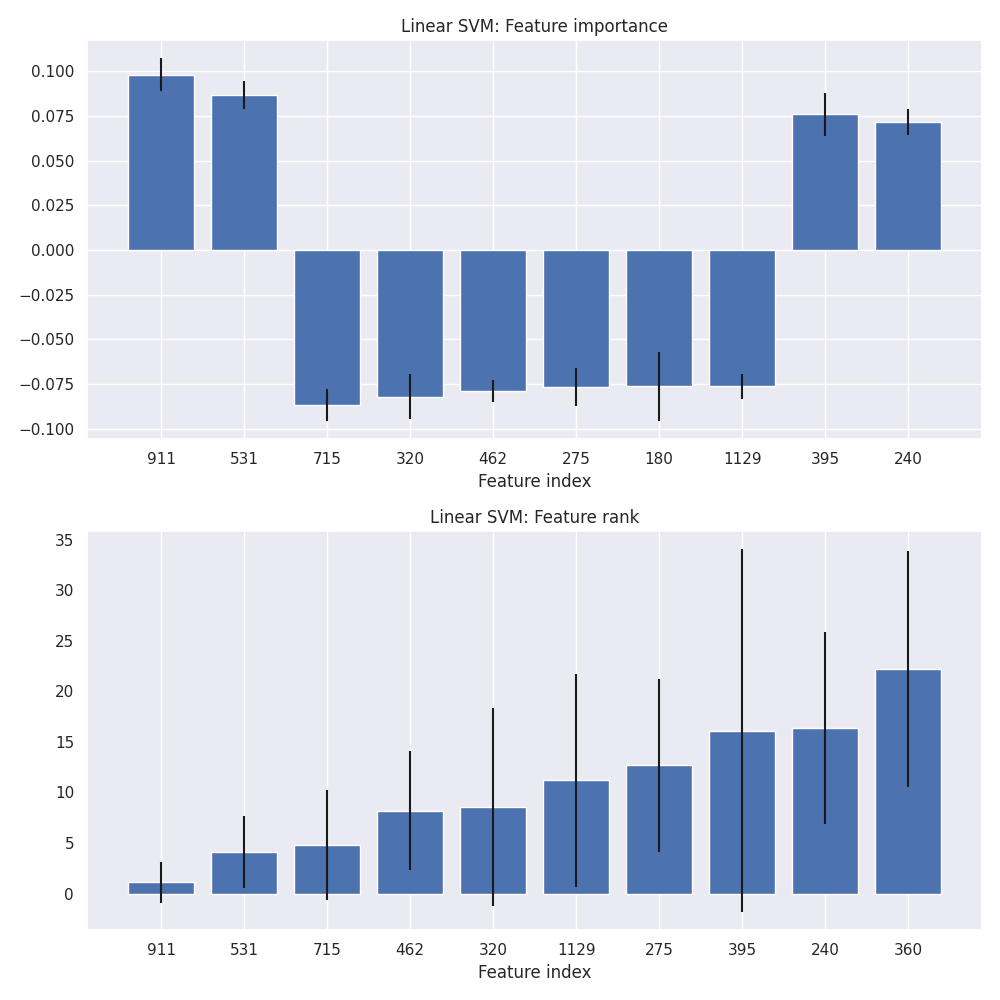 Linear SVM: Feature importance
0.100
0.075
0.050
0.025
0.000
−0.025
−0.050
−0.075
−0.100
911 531 715 320 462 275 180 1129 395 240
Feature index
Linear SVM: Feature rank
35
30
25
20
15
10
5
0
911 531 715 462 320 1129 275 395 240 360
Feature index